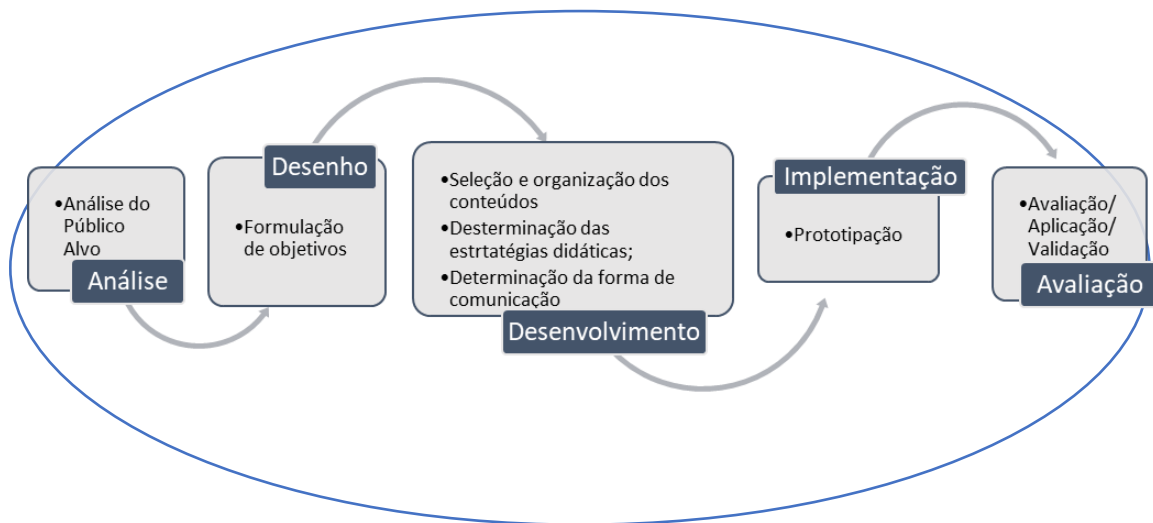 •Análise do
Público
Alvo
Análise
Desenho
•Formulação
de objetivos
•Seleção e organização dos
conteúdos
•Desterminação das
estrtatégias didáticas;
•Determinação da forma de
comunicação
Desenvolvimento
Implementação
•Prototipação
•Avaliação/
Aplicação/
Validação
Avaliação